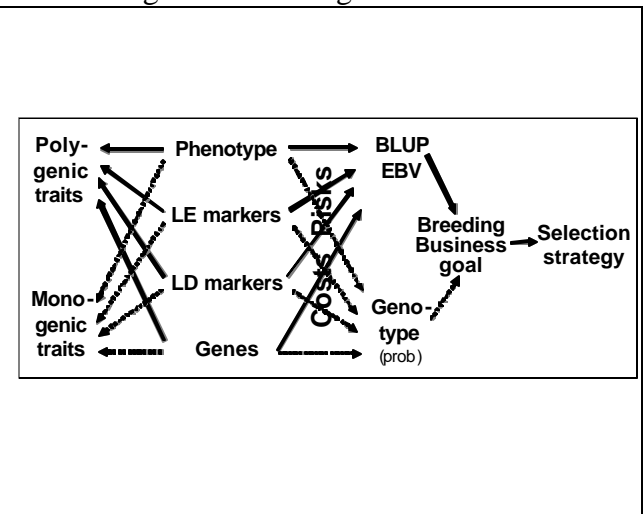 Poly-
genic
traits
Phenotype
LE markers
LD markers
Genes
Mono-
genic
traits
Costs Risks
BLUP
EBV
Geno-
type
(prob)
Breeding
Business
goal
Selection
strategy